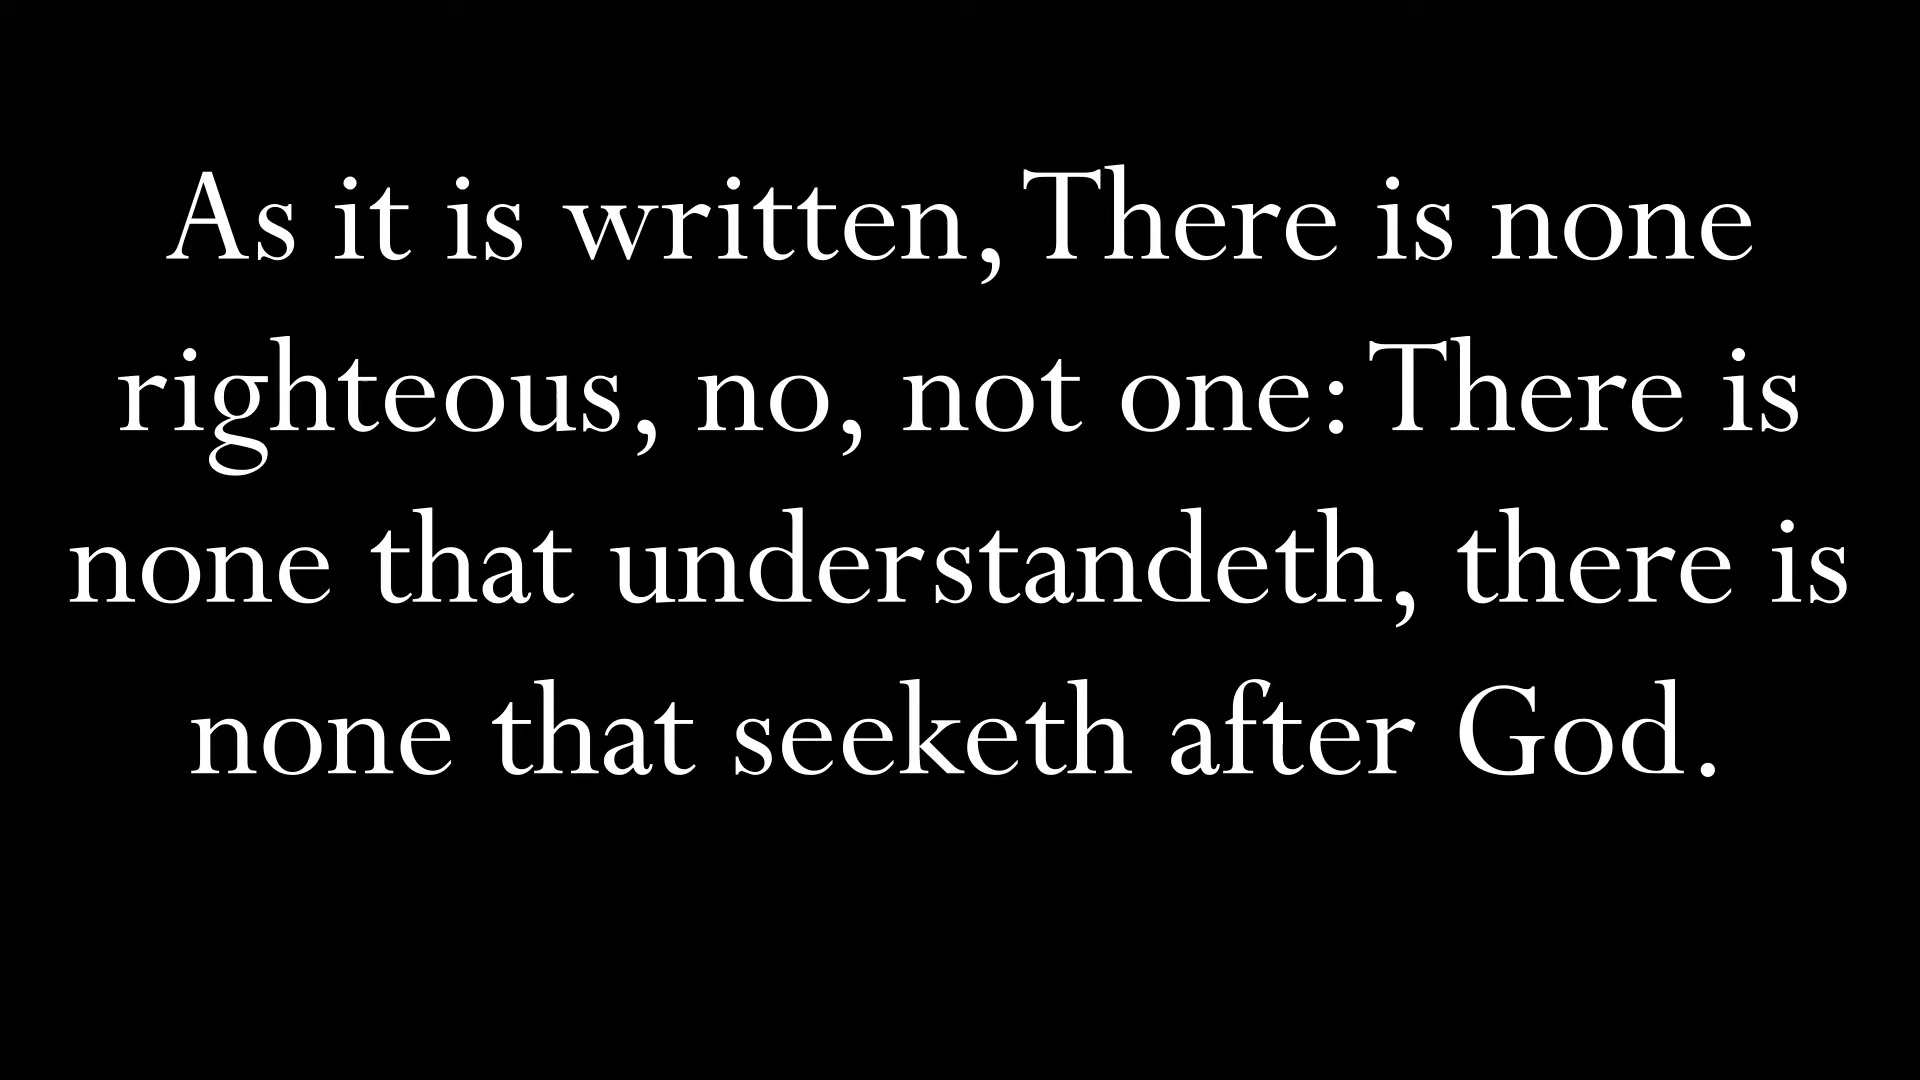 As it is written, There is none
righteous, no, not one: There is
none that understandeth, there is
none that seeketh after God.